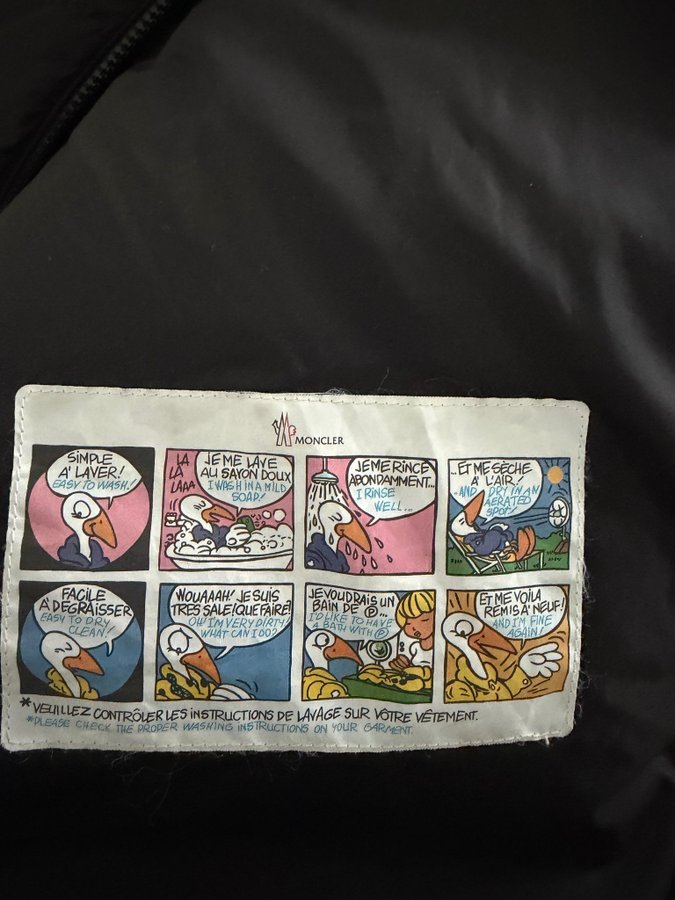 MONCLER
SIMPLE
A' LAVER!
EASY TO WASH!
LA
LA
LAAA
JE ME LAVE
AU SAYON DOUX
I WASH IN A MILD
SOAP!
JE ME RINCE
ABONDAMMENT...
I RINSE
WELL...
...ET ME SÈCHE
A' L'AIR!
-AND I DRY IN AN
AERATED
SPOT!
FACILE
A' DEGRAISSER
EASY TO DRY
CLEAN!
WOUAAAH! JE SUIS
TRES SALE! QUE FAIRE!
OH! I'M VERY DIRTY!
WHAT CAN I DO?
JE VOUDRAIS UN
BAIN DE Ⓟ...
I'D LIKE TO HAVE
A BATH WITH Ⓟ
ET ME VOILA
REMIS A' NEUF!
AND I'M FINE
AGAIN!
*VEUILLEZ CONTRÔLER LES INSTRUCTIONS DE LAVAGE SUR VÔTRE VÊTEMENT.
*PLEASE CHECK THE PROPER WASHING INSTRUCTIONS ON YOUR GARMENT.